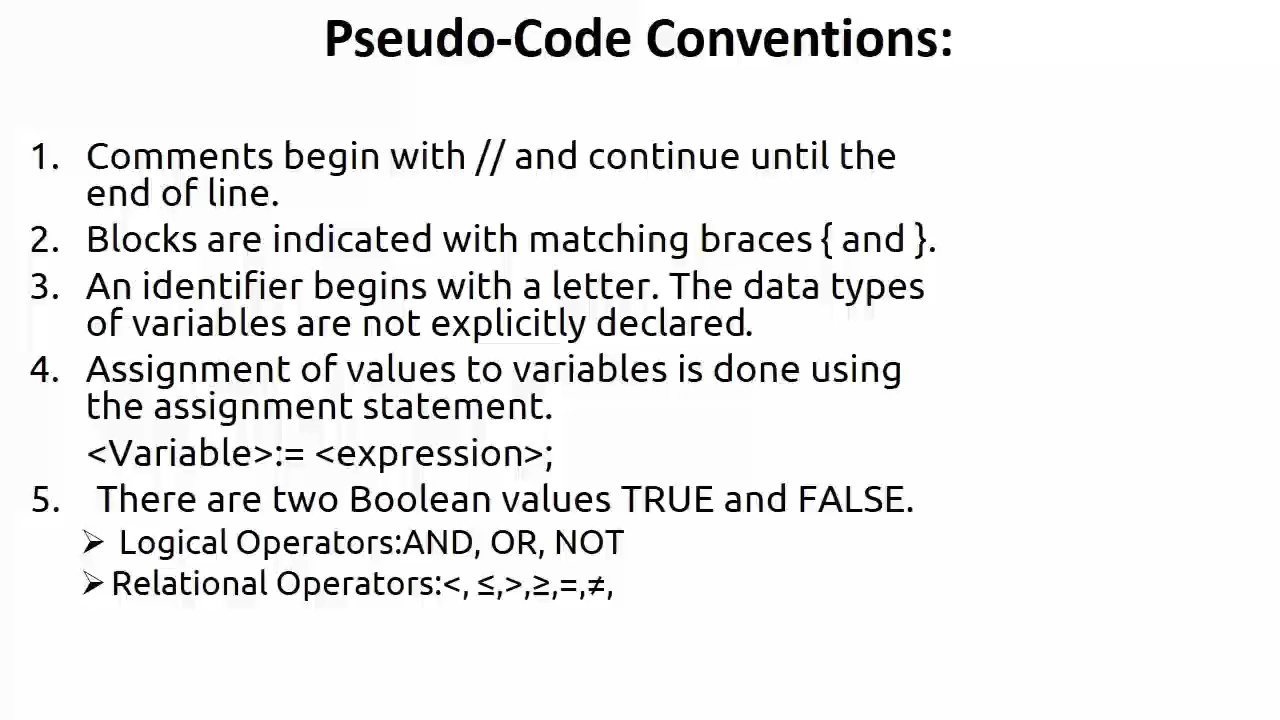 Pseudo-Code Conventions:
1. Comments begin with // and continue until the
end of line.
2. Blocks are indicated with matching braces { and }.
3. An identifier begins with a letter. The data types
of variables are not explicitly declared.
4. Assignment of values to variables is done using
the assignment statement.
<Variable>:= <expression>;
5. There are two Boolean values TRUE and FALSE.
➢ Logical Operators:AND, OR, NOT
➢ Relational Operators:<, ≤,>,≥,=,≠,